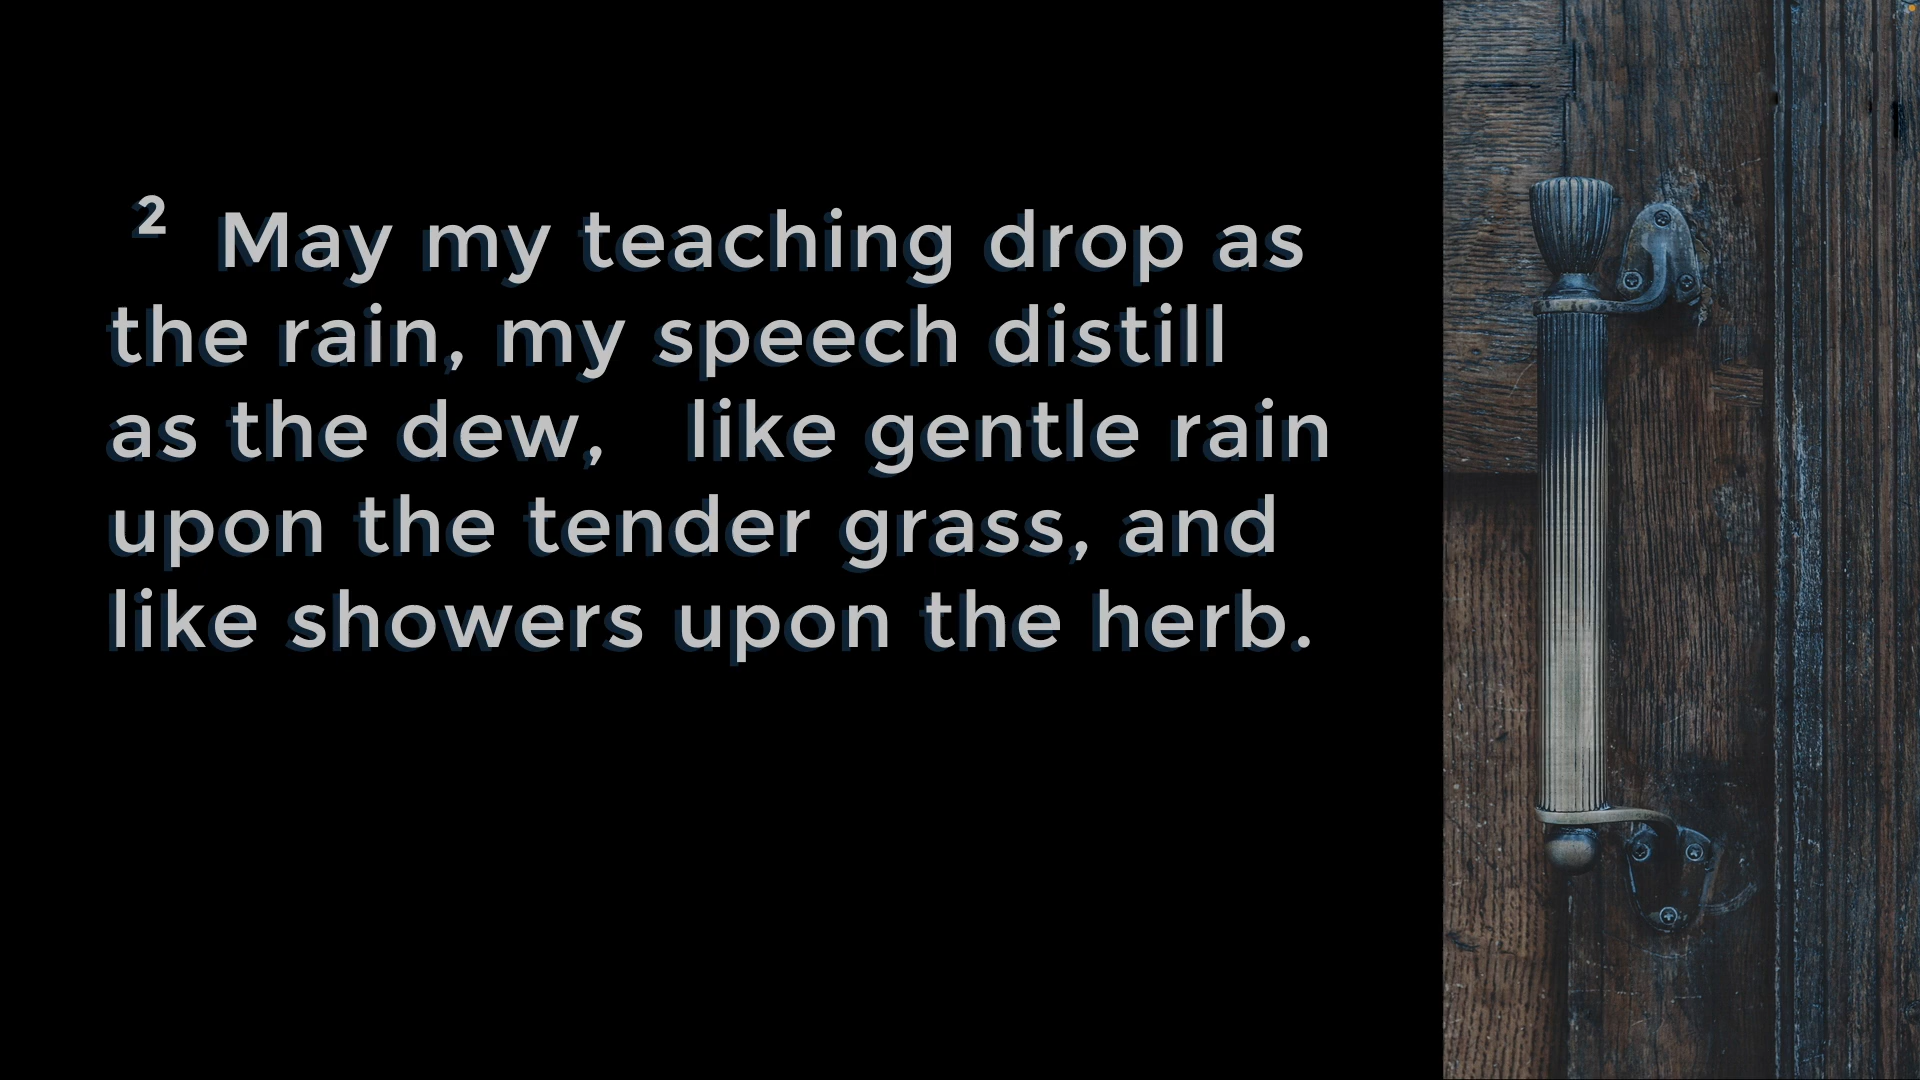 ² May my teaching drop as
the rain, my speech distill
as the dew, like gentle rain
upon the tender grass, and
like showers upon the herb.